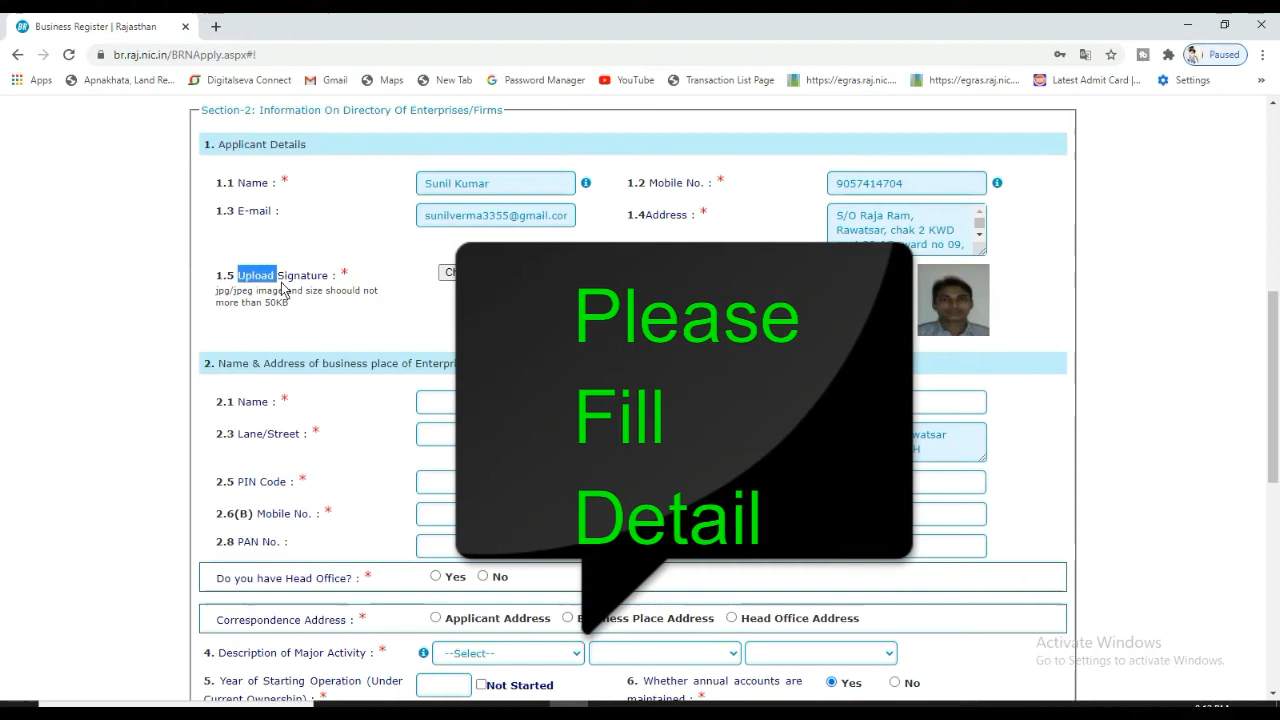 Business Register | Rajasthan
br.raj.nic.in/BRNApply.aspx#!
Paused
Apps
Apnakhata, Land Re...
Digitalseva Connect
Gmail
Maps
New Tab
Password Manager
YouTube
Transaction List Page
https://egras.raj.nic....
https://egras.raj.nic....
Latest Admit Card |...
Settings
Section-2: Information On Directory Of Enterprises/Firms
1. Applicant Details
1.1 Name : *
Sunil Kumar
1.2 Mobile No. : *
9057414704
1.3 E-mail :
sunilverma3355@gmail.cor
1.4Address : *
S/O Raja Ram,
Rawatsar, chak 2 KWD
ward no 09,
1.5 Upload Signature : *
jpg/jpeg image and size shoould not
more than 50KB
Ch
2. Name & Address of business place of Enterpri
2.1 Name : *
2.3 Lane/Street : *
watsar
H
2.5 PIN Code : *
2.6(B) Mobile No. : *
2.8 PAN No. :
Please
Fill
Detail
Do you have Head Office? : *
Yes
No
Correspondence Address : *
Applicant Address
Business Place Address
Head Office Address
4. Description of Major Activity : *
--Select--
5. Year of Starting Operation (Under
Current Ownership) : *
Not Started
6. Whether annual accounts are
maintained : *
Yes
No
Activate Windows
Go to Settings to activate Windows.